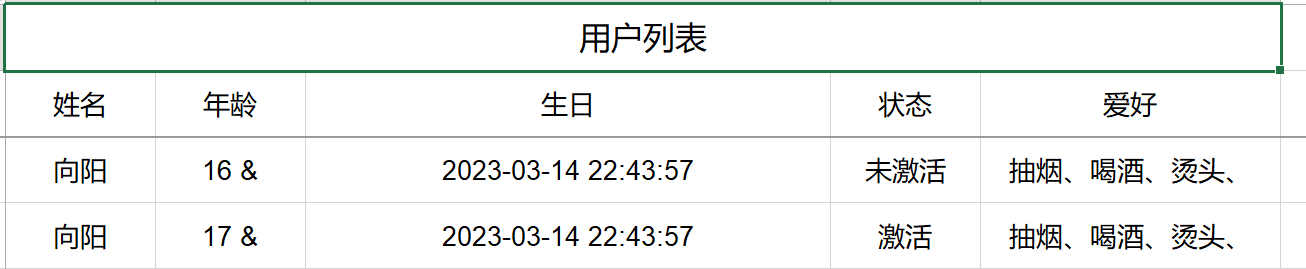 用户列表
姓名 年龄 生日 状态 爱好
向阳 16 & 2023-03-14 22:43:57 未激活 抽烟、喝酒、烫头、
向阳 17 & 2023-03-14 22:43:57 激活 抽烟、喝酒、烫头、